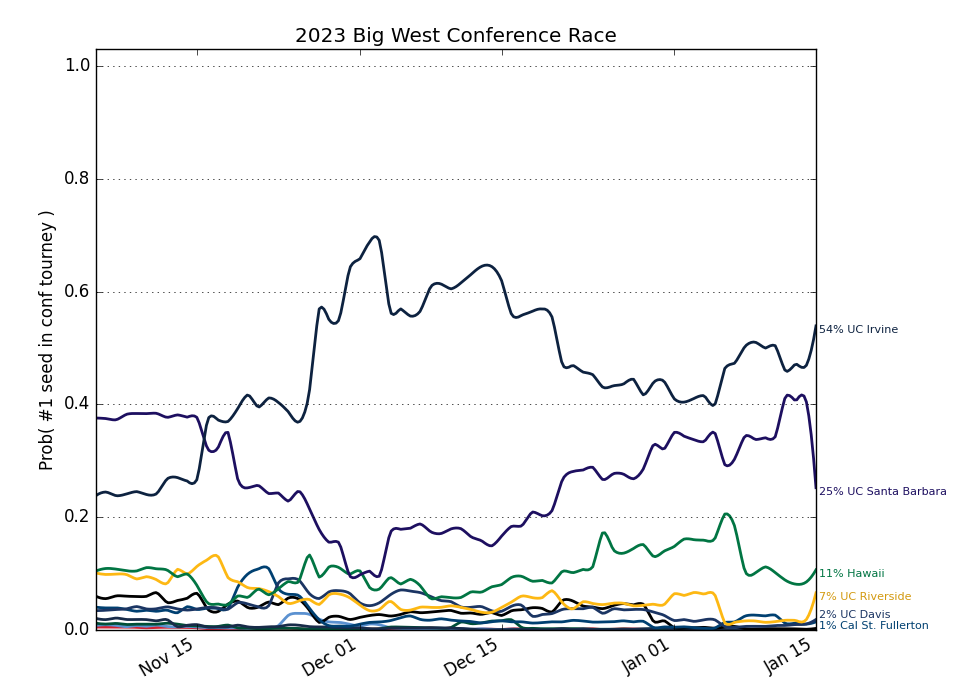 2023 Big West Conference Race
Prob( #1 seed in conf tourney )
1.0
0.8
0.6
0.4
0.2
0.0
Nov 15
Dec 01
Dec 15
Jan 01
Jan 15
54% UC Irvine
25% UC Santa Barbara
11% Hawaii
7% UC Riverside
2% UC Davis
1% Cal St. Fullerton